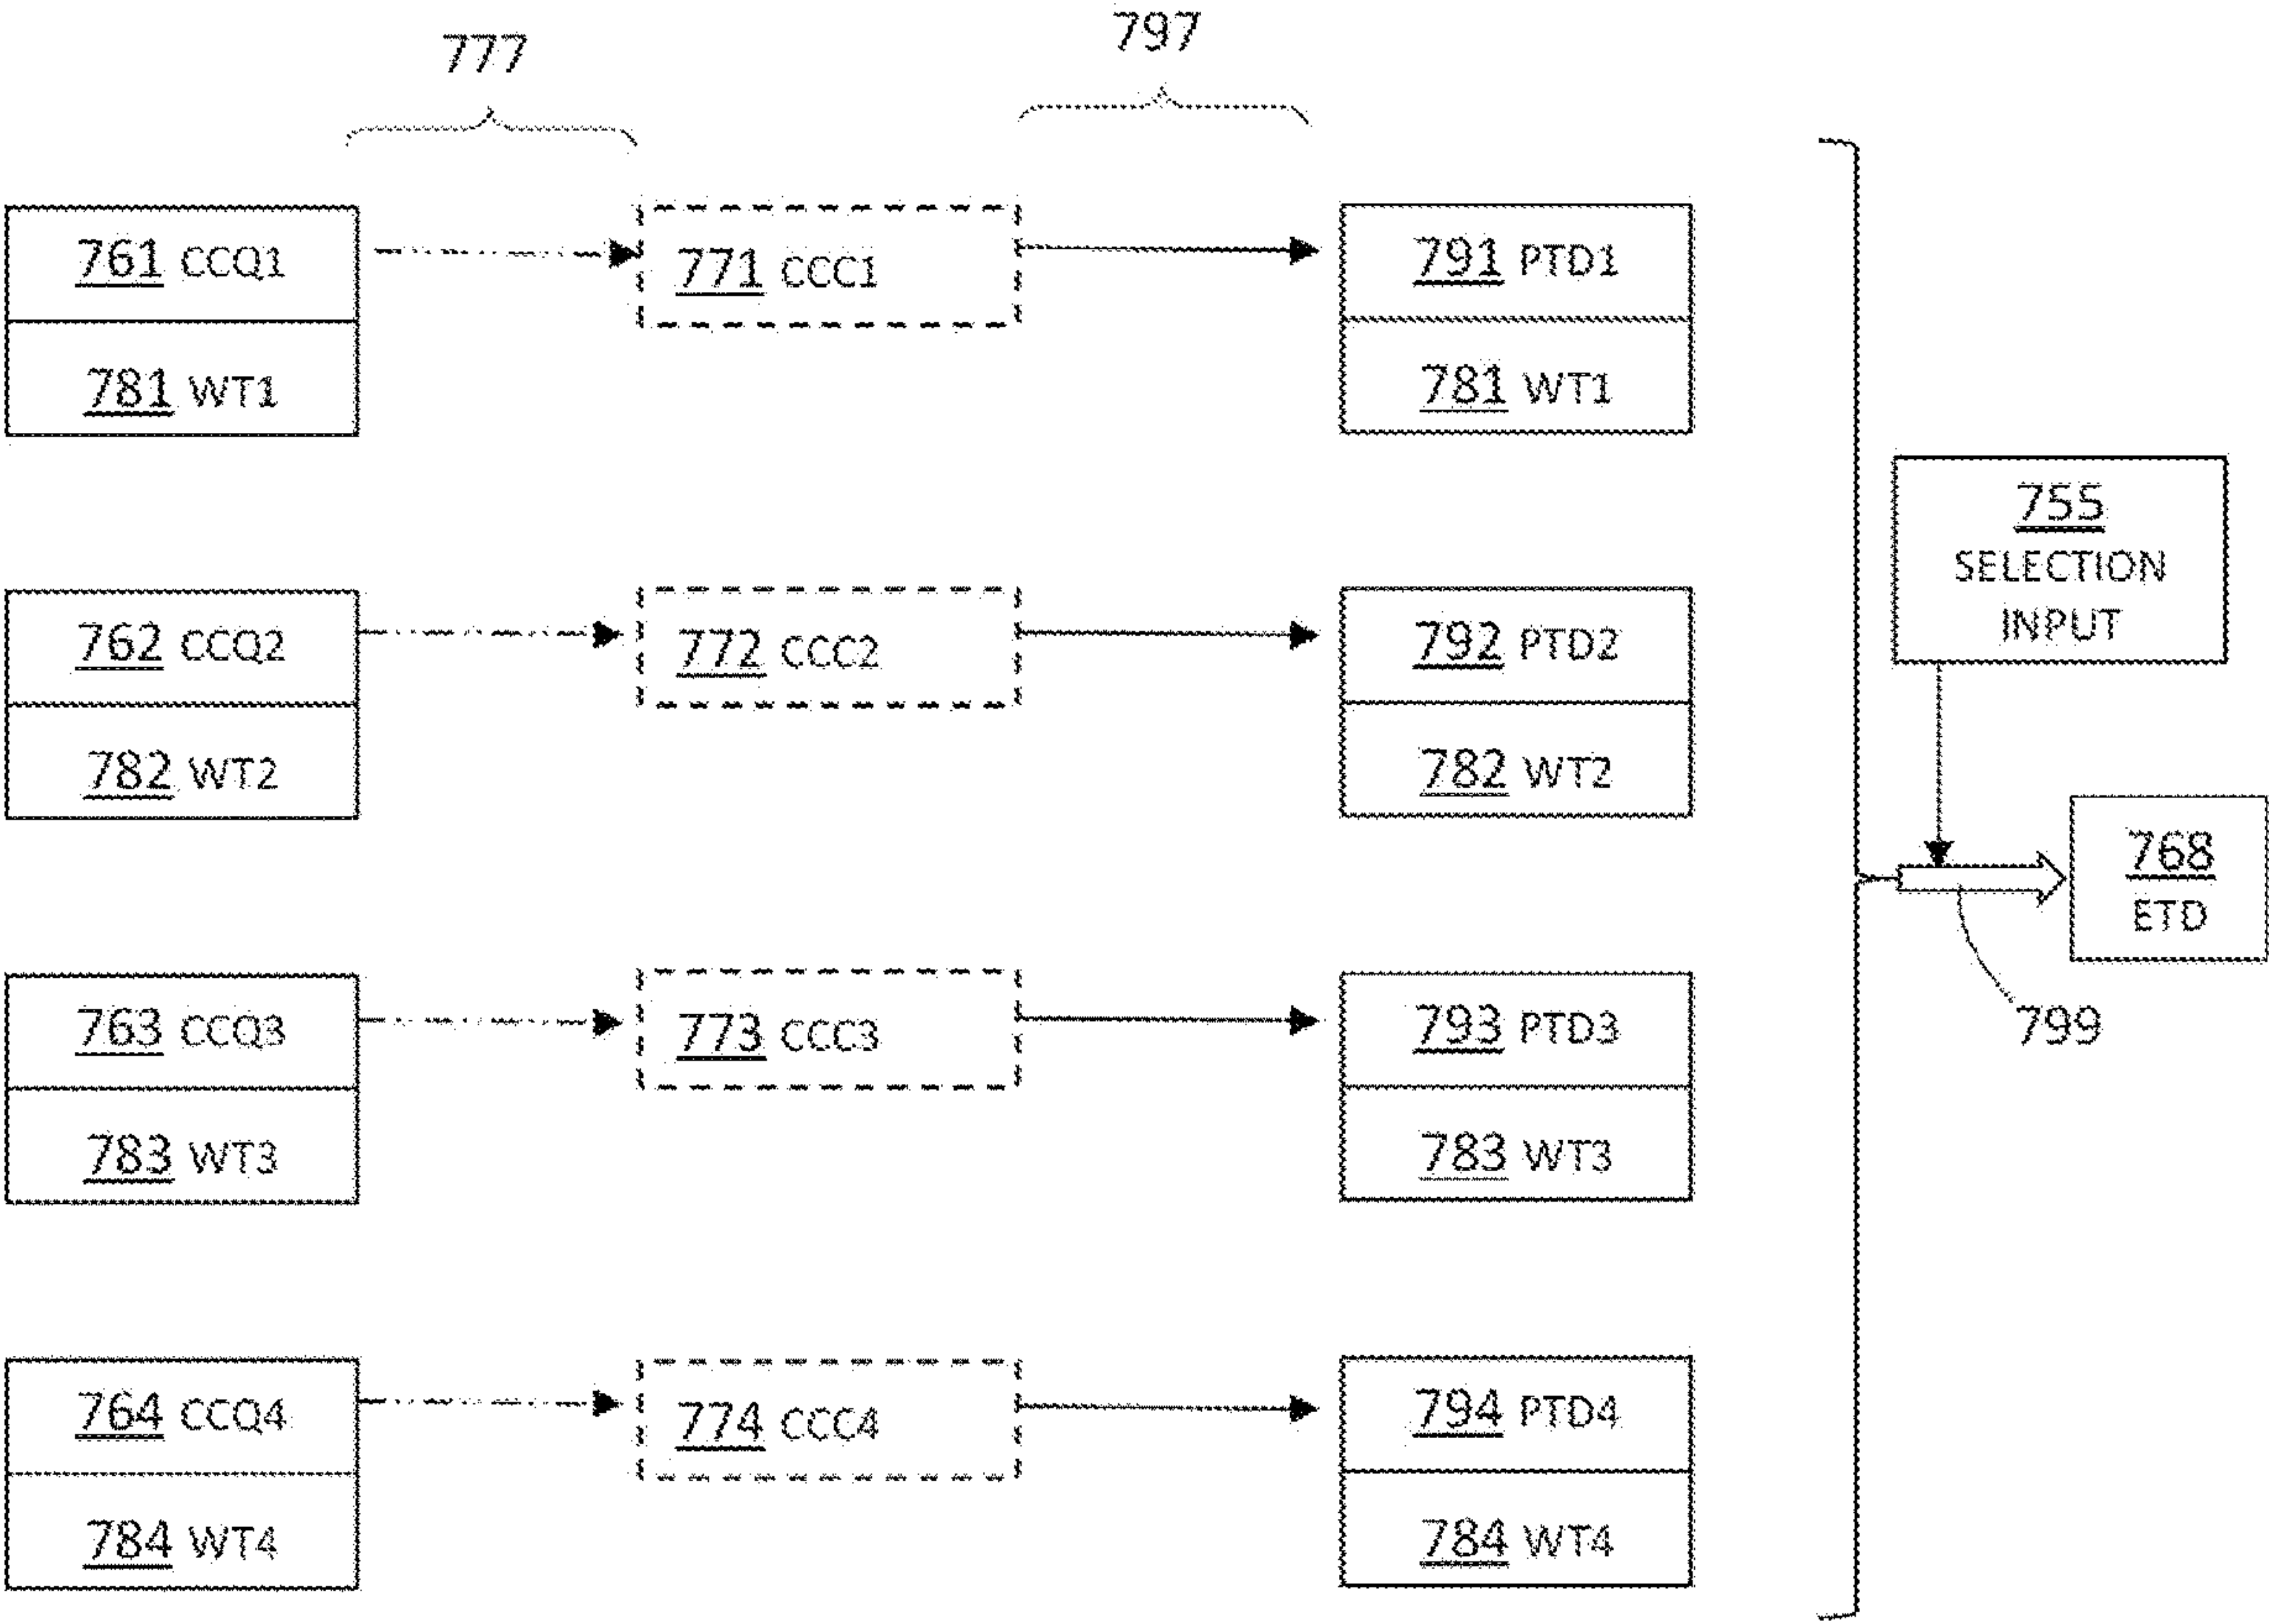 777
797
761 CCQ1
781 WT1
771 CCC1
791 PTD1
781 WT1
755
SELECTION
INPUT
762 CCQ2
782 WT2
772 CCC2
792 PTD2
782 WT2
768
ETD
799
763 CCQ3
783 WT3
773 CCC3
793 PTD3
783 WT3
764 CCQ4
784 WT4
774 CCC4
794 PTD4
784 WT4